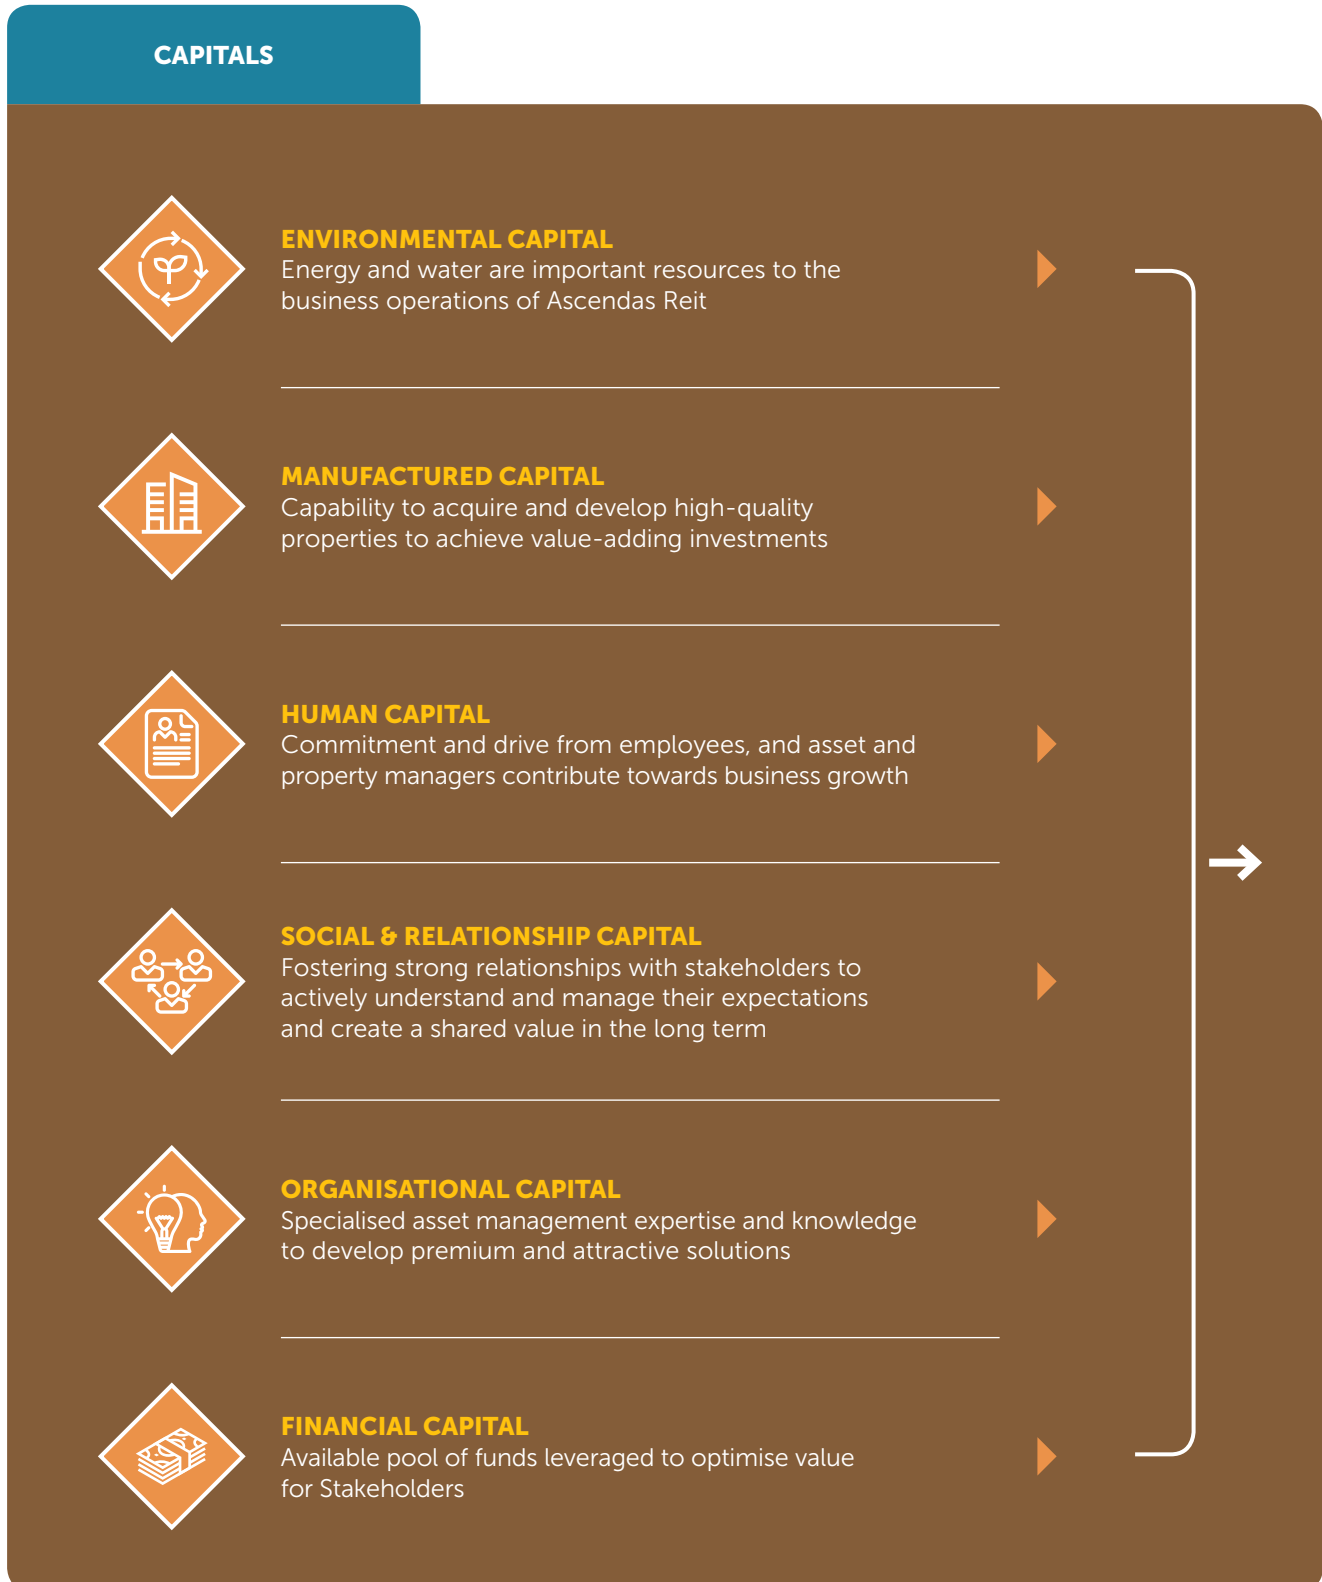 CAPITALS
ENVIRONMENTAL CAPITAL
Energy and water are important resources to the
business operations of Ascendas Reit
MANUFACTURED CAPITAL
Capability to acquire and develop high-quality
properties to achieve value-adding investments
HUMAN CAPITAL
Commitment and drive from employees, and asset and
property managers contribute towards business growth
SOCIAL & RELATIONSHIP CAPITAL
Fostering strong relationships with stakeholders to
actively understand and manage their expectations
and create a shared value in the long term
ORGANISATIONAL CAPITAL
Specialised asset management expertise and knowledge
to develop premium and attractive solutions
FINANCIAL CAPITAL
Available pool of funds leveraged to optimise value
for Stakeholders